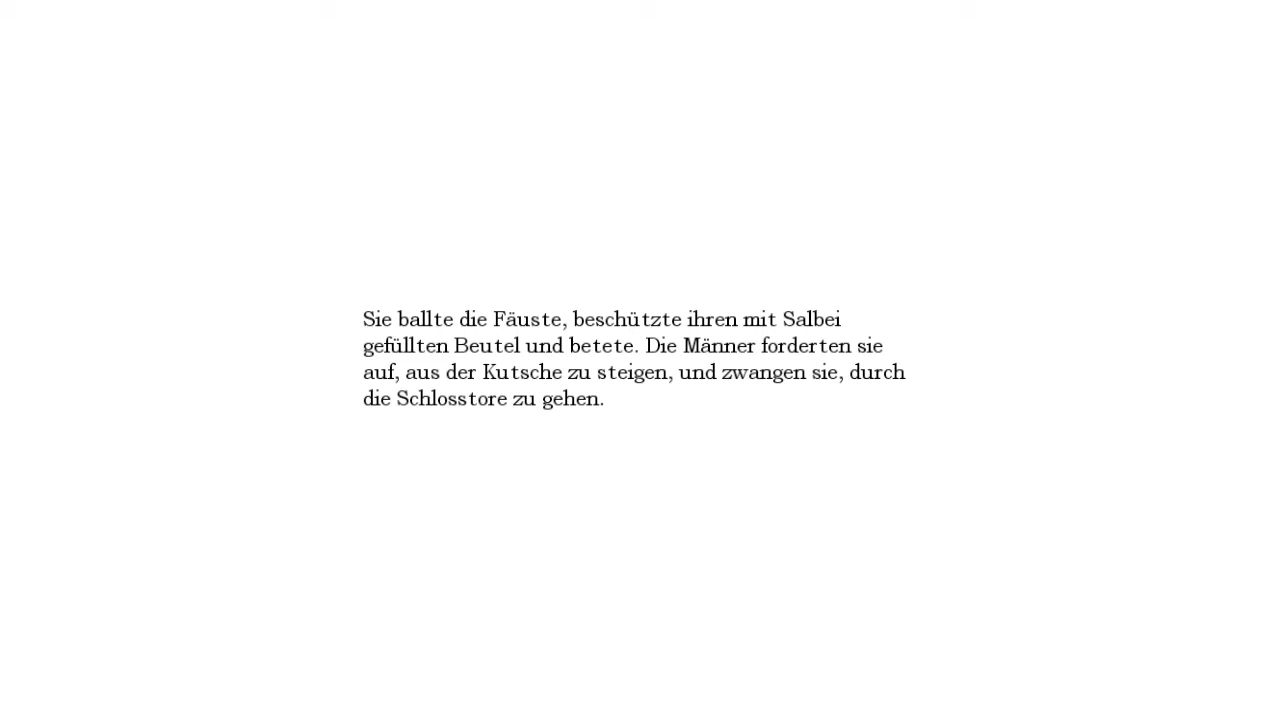 Sie ballte die Fäuste, beschützte ihren mit Salbei
gefüllten Beutel und betete. Die Männer forderten sie
auf, aus der Kutsche zu steigen, und zwangen sie, durch
die Schlosstore zu gehen.